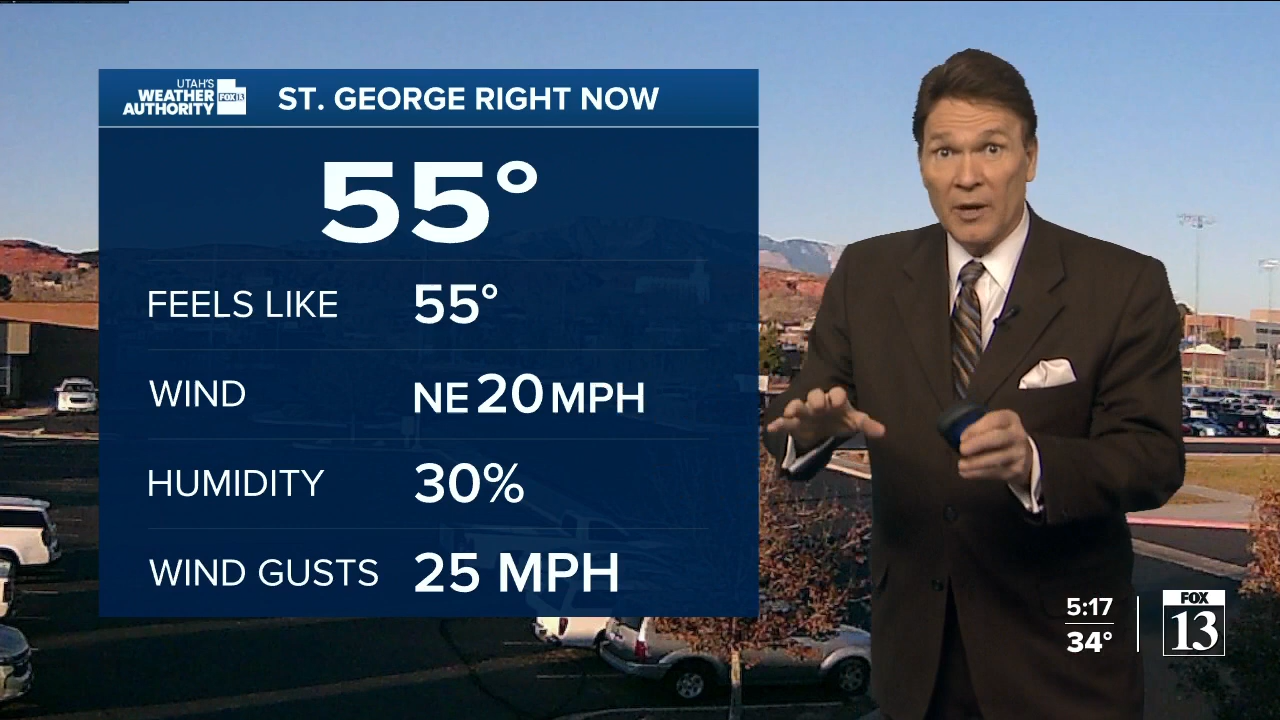 UTAH'S
WEATHER
AUTHORITY
FOX 13
ST. GEORGE RIGHT NOW
55°
FEELS LIKE 55°
WIND NE 20 MPH
HUMIDITY 30%
WIND GUSTS 25 MPH
5:17
34°
FOX
13